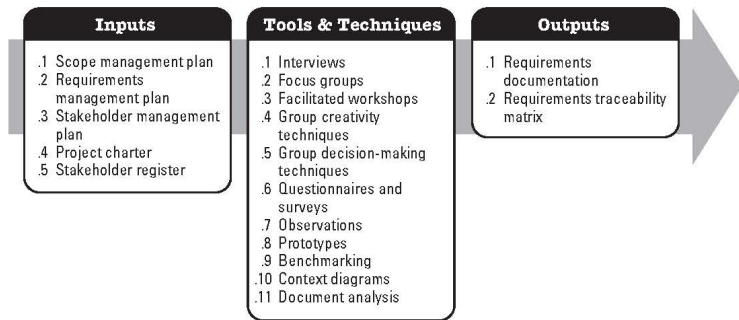 Inputs
.1 Scope management plan
.2 Requirements
management plan
.3 Stakeholder management
plan
.4 Project charter
.5 Stakeholder register
Tools & Techniques
.1 Interviews
.2 Focus groups
.3 Facilitated workshops
.4 Group creativity
techniques
.5 Group decision-making
techniques
.6 Questionnaires and
surveys
.7 Observations
.8 Prototypes
.9 Benchmarking
.10 Context diagrams
.11 Document analysis
Outputs
.1 Requirements
documentation
.2 Requirements traceability
matrix